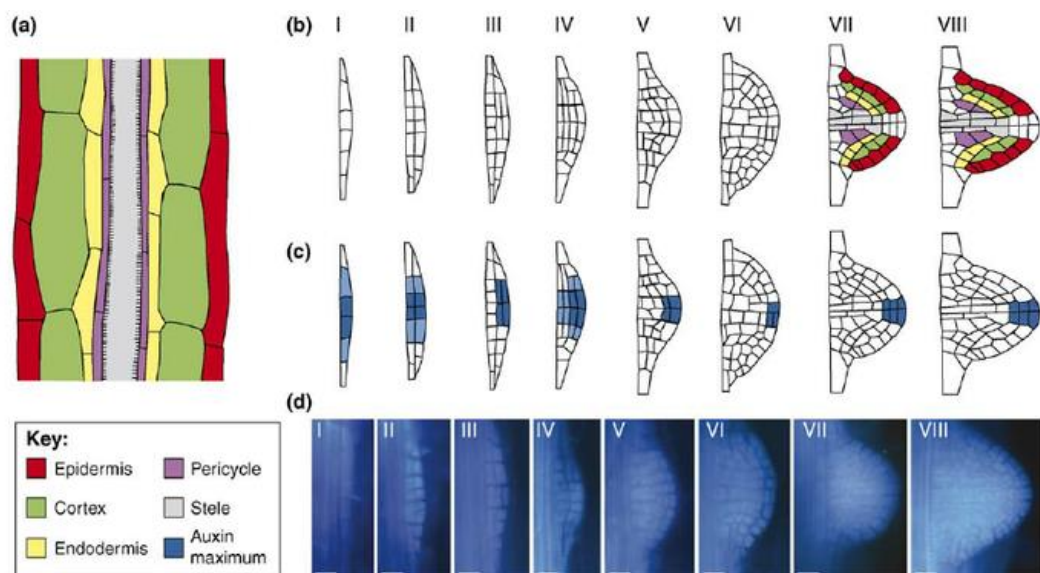 (a)
(b)
I II III IV V VI VII VIII
(c)
(d)
I II III IV V VI VII VIII
Key:
Epidermis Pericycle
Cortex Stele
Endodermis Auxin
maximum